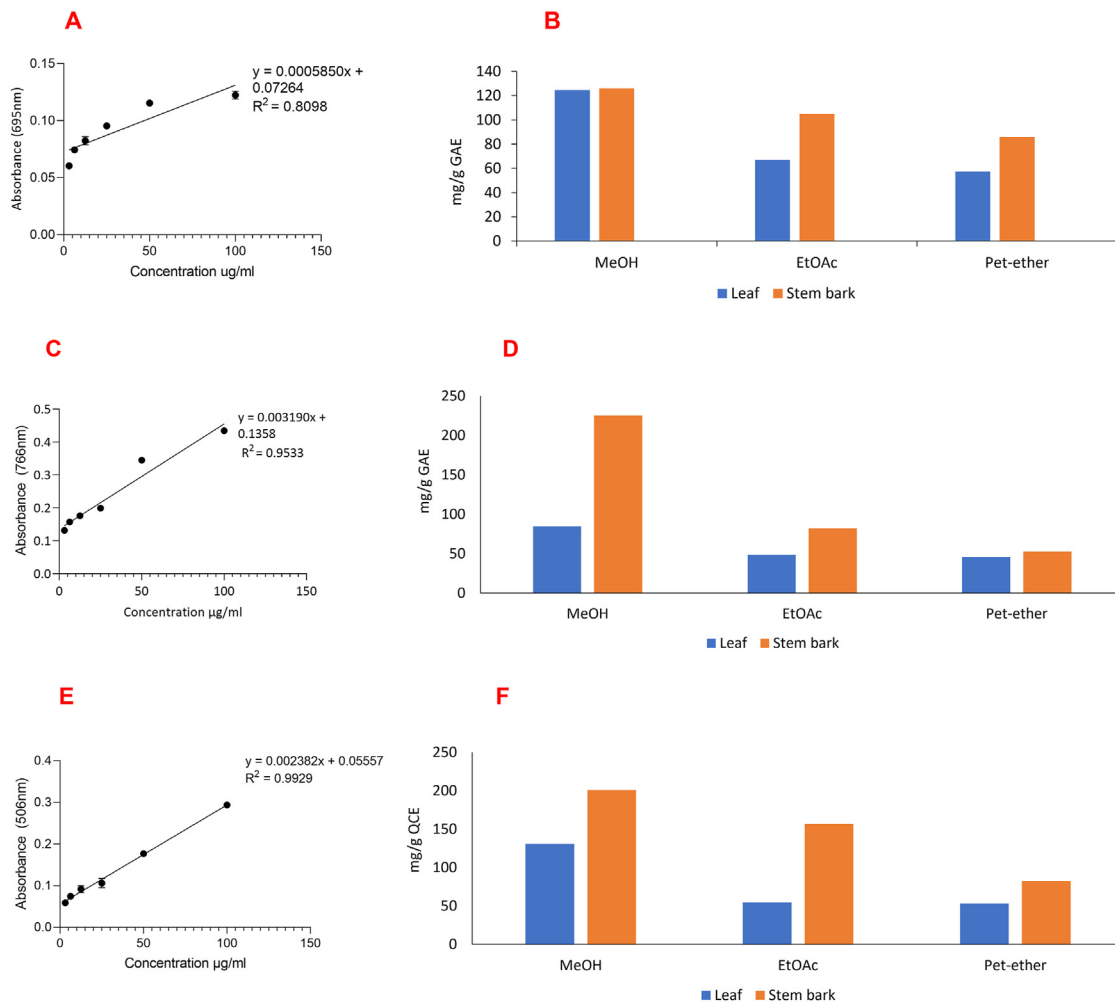 A
B
y = 0.0005850x +
0.07264
R2 = 0.8098
Absorbance (695nm)
0.15
0.10
0.05
0.00
0
50
100
150
Concentration ug/ml
mg/g GAE
140
120
100
80
60
40
20
0
MeOH
EtOAc
Pet-ether
Leaf
Stem bark
C
D
y = 0.003190x +
0.1358
R2 = 0.9533
Absorbance (766nm)
0.5
0.4
0.3
0.2
0.1
0.0
0
50
100
150
Concentration µg/ml
mg/g GAE
250
200
150
100
50
0
MeOH
EtOAc
Pet-ether
Leaf
Stem bark
E
F
y = 0.002382x + 0.05557
R2 = 0.9929
Absorbance (506nm)
0.4
0.3
0.2
0.1
0.0
0
50
100
150
Concentration µg/ml
mg/g QCE
250
200
150
100
50
0
MeOH
EtOAc
Pet-ether
Leaf
Stem bark